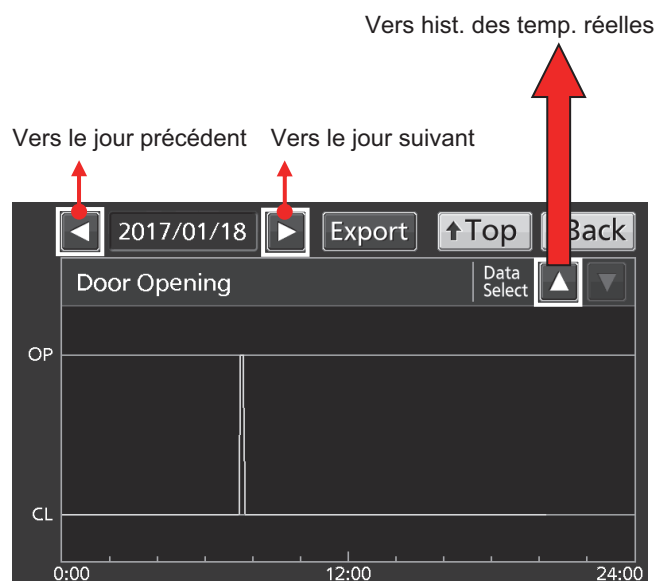 Vers hist. des temp. réelles
Vers le jour précédent Vers le jour suivant
2017/01/18 Export Top Back
Door Opening Data
Select
OP
CL
0:00 12:00 24:00